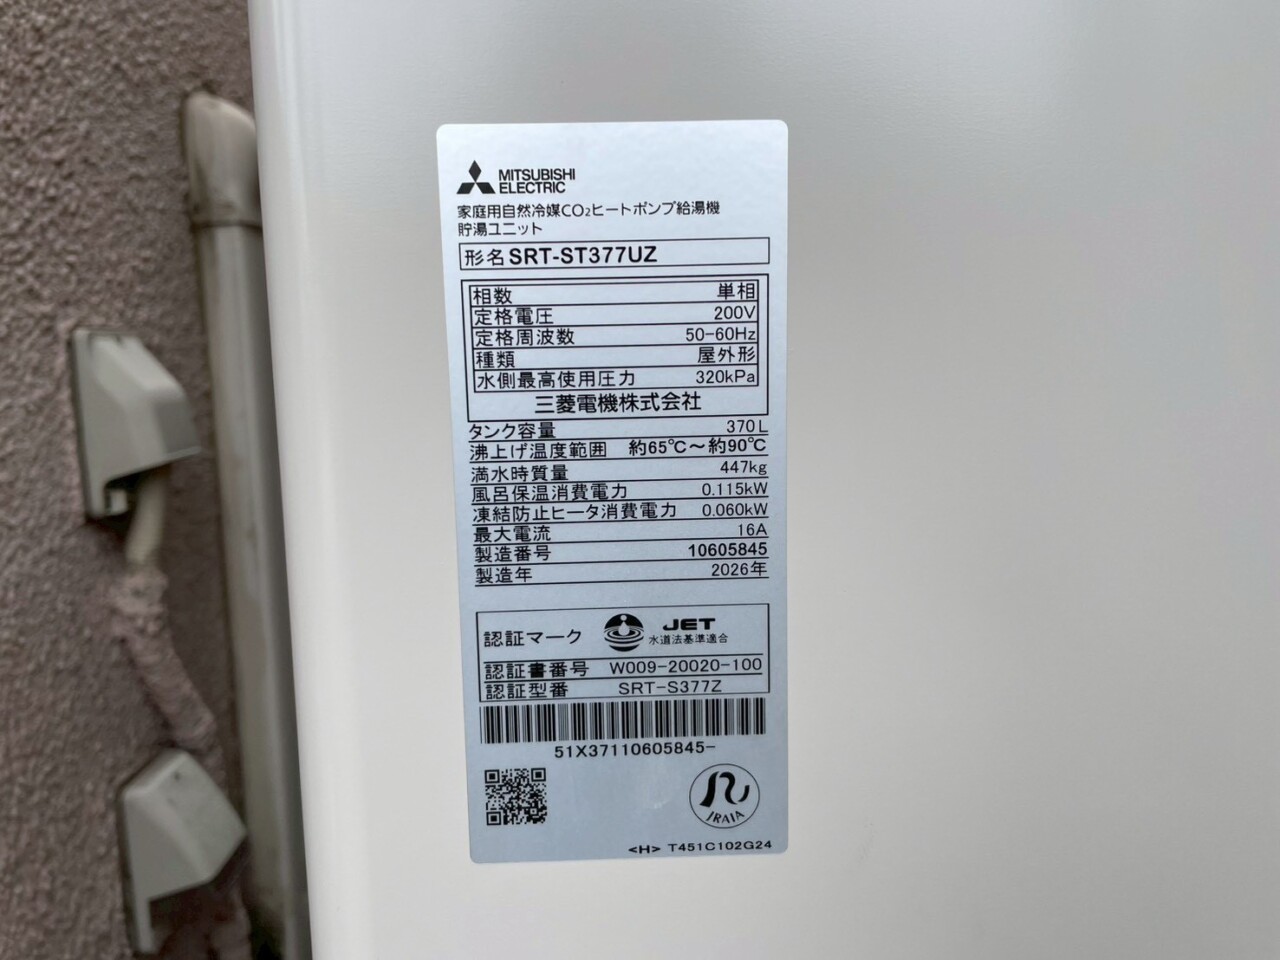 MITSUBISHI
ELECTRIC
家庭用自然冷媒CO₂ヒートポンプ給湯機
貯湯ユニット
形名 SRT-ST377UZ
相数 単相
定格電圧 200V
定格周波数 50-60Hz
種類 屋外形
水側最高使用圧力 320kPa
三菱電機株式会社
タンク容量 370L
沸上げ温度範囲 約65℃～約90℃
満水時質量 447kg
風呂保温消費電力 0.115kW
凍結防止ヒータ消費電力 0.060kW
最大電流 16A
製造番号 10605845
製造年 2026年
認証マーク JET
水道法基準適合
認証書番号 W009-20020-100
認証型番 SRT-S377Z
51X37110605845-
JRAIA
<H> T451C102G24